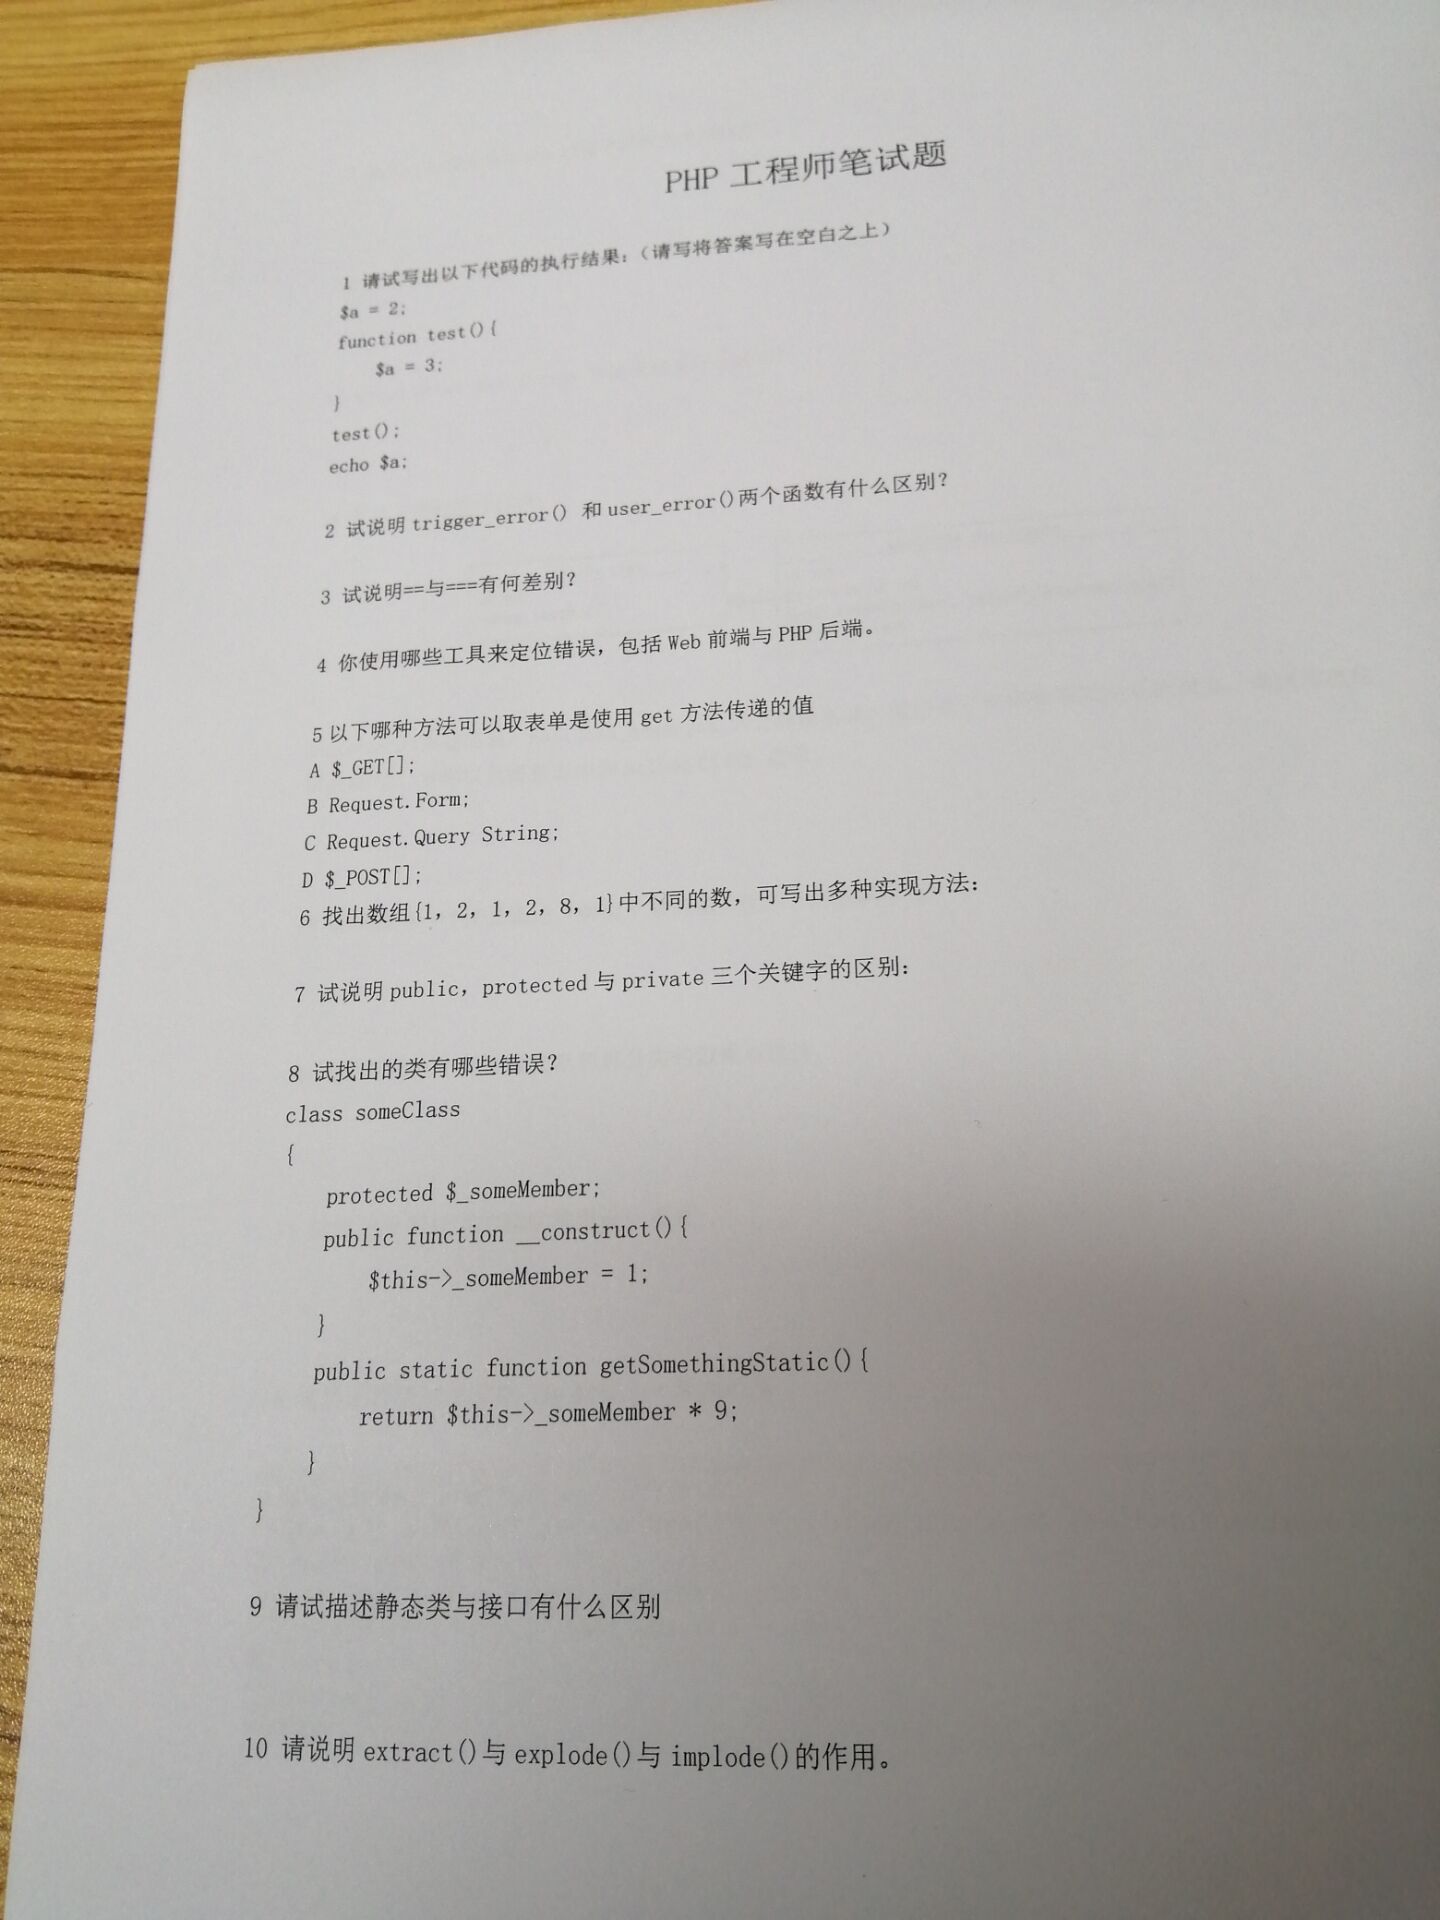 PHP 工程师笔试题
1 请试写出以下代码的执行结果:(请写将答案写在空白之上)
$a = 2;
function test(){
$a = 3;
}
test();
echo $a;
2 试说明 trigger_error() 和 user_error()两个函数有什么区别?
3 试说明==与===有何差别?
4 你使用哪些工具来定位错误,包括 Web 前端与 PHP 后端。
5 以下哪种方法可以取表单是使用 get 方法传递的值
A $_GET[];
B Request.Form;
C Request.Query String;
D $_POST[];
6 找出数组{1, 2, 1, 2, 8, 1}中不同的数,可写出多种实现方法:
7 试说明 public, protected 与 private 三个关键字的区别:
8 试找出的类有哪些错误?
class someClass
{
protected $_someMember;
public function __construct(){
$this->_someMember = 1;
}
public static function getSomethingStatic(){
return $this->_someMember * 9;
}
}
9 请试描述静态类与接口有什么区别
10 请说明 extract()与 explode()与 implode()的作用。